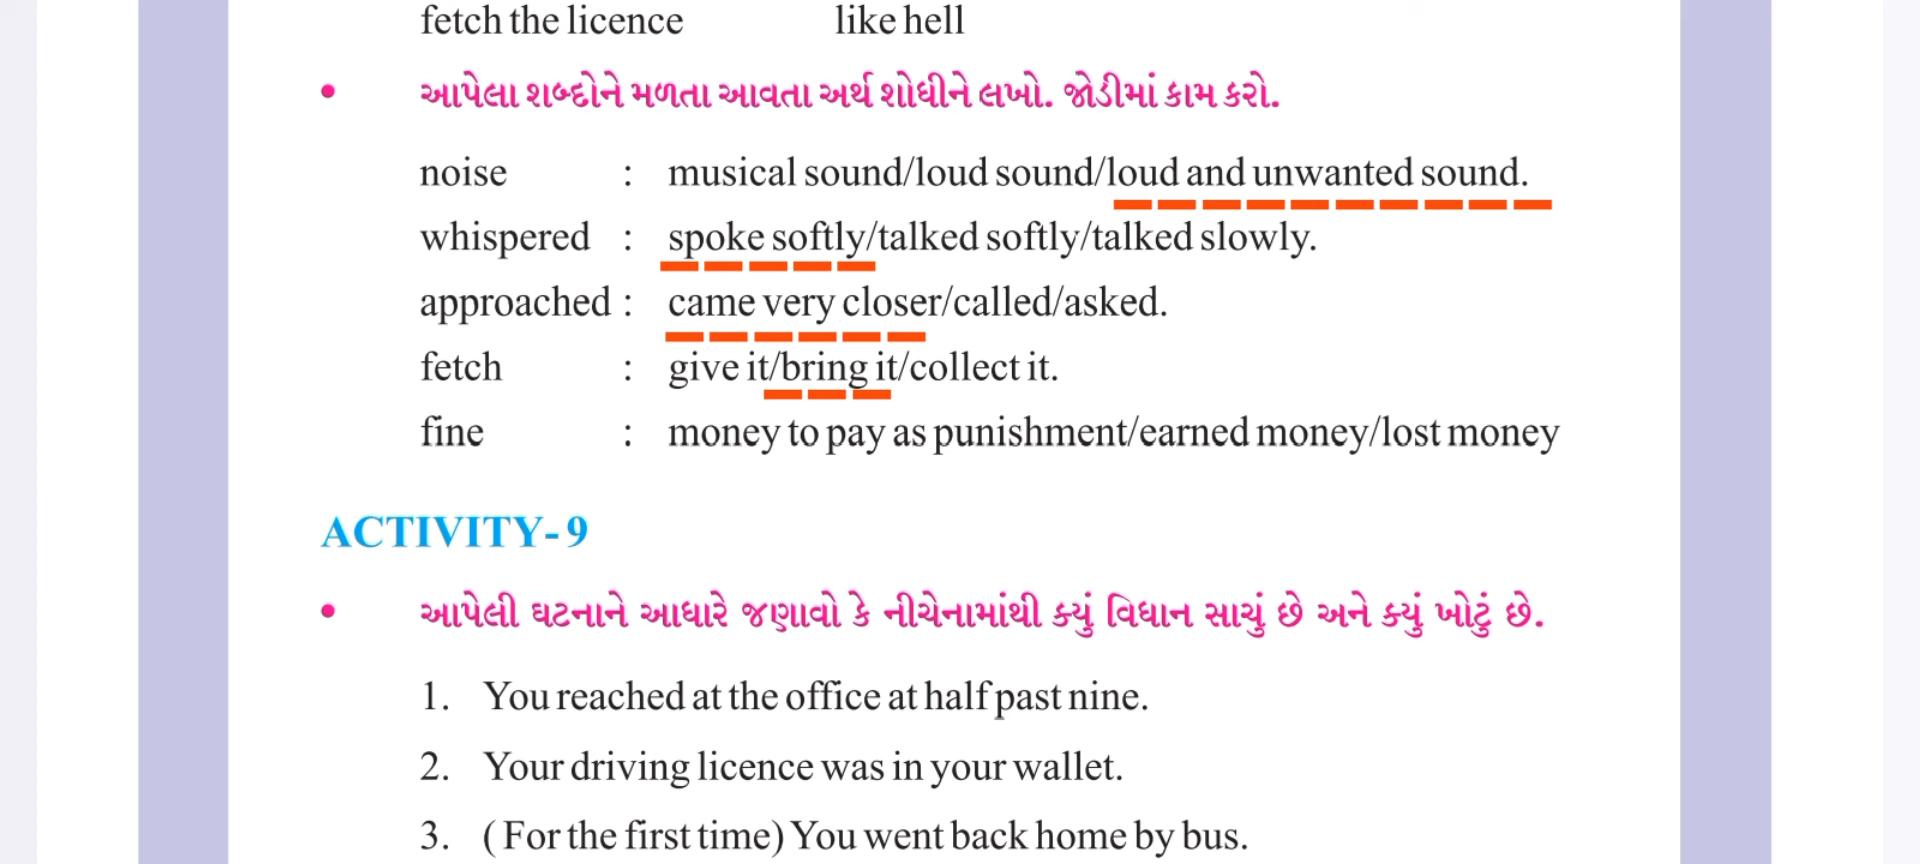 fetch the licence like hell
• આપેલા શબ્દોને મળતા આવતા અર્થ શોધીને લખો. જોડીમાં કામ કરો.
noise : musical sound/loud sound/loud and unwanted sound.
whispered : spoke softly/talked softly/talked slowly.
approached : came very closer/called/asked.
fetch : give it/bring it/collect it.
fine : money to pay as punishment/earned money/lost money
ACTIVITY- 9
• આપેલી ઘટનાને આધારે જણાવો કે નીચેનામાંથી ક્યું વિધાન સાચું છે અને ક્યું ખોટું છે.
1. You reached at the office at half past nine.
2. Your driving licence was in your wallet.
3. ( For the first time) You went back home by bus.